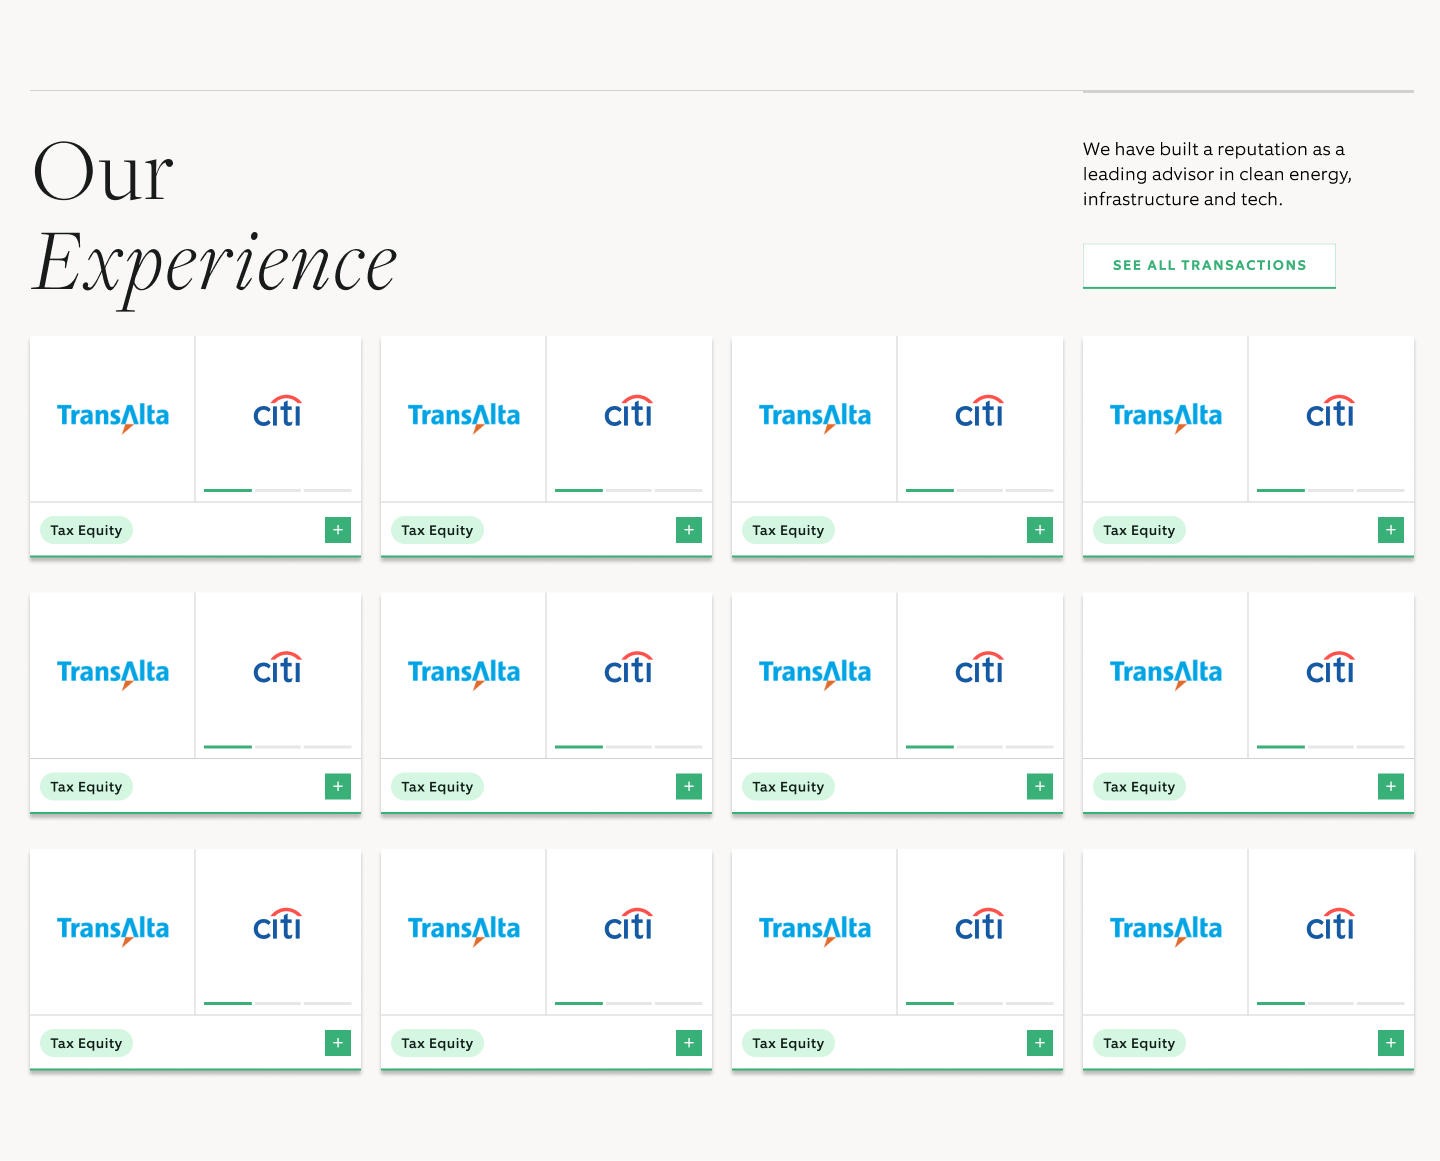 Our
Experience
We have built a reputation as a
leading advisor in clean energy,
infrastructure and tech.
SEE ALL TRANSACTIONS
TransAlta citi TransAlta citi TransAlta citi TransAlta citi
Tax Equity + Tax Equity + Tax Equity + Tax Equity +
TransAlta citi TransAlta citi TransAlta citi TransAlta citi
Tax Equity + Tax Equity + Tax Equity + Tax Equity +
TransAlta citi TransAlta citi TransAlta citi TransAlta citi
Tax Equity + Tax Equity + Tax Equity + Tax Equity +